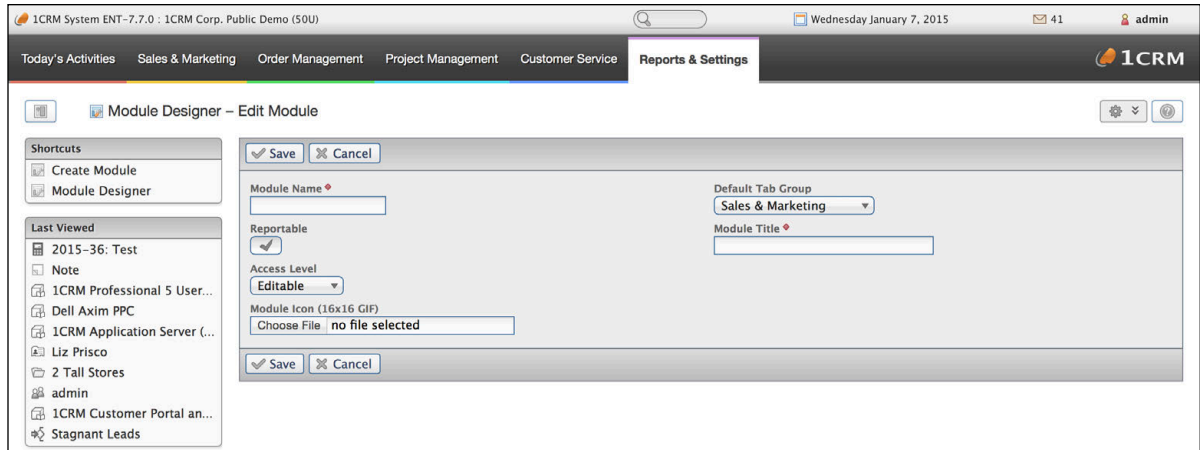 1CRM System ENT-7.7.0 : 1CRM Corp. Public Demo (50U) Wednesday January 7, 2015 41 admin
Today's Activities Sales & Marketing Order Management Project Management Customer Service Reports & Settings 1CRM
Module Designer – Edit Module
Shortcuts
Create Module
Module Designer
Last Viewed
2015-36: Test
Note
1CRM Professional 5 User...
Dell Axim PPC
1CRM Application Server (...
Liz Prisco
2 Tall Stores
admin
1CRM Customer Portal an...
Stagnant Leads
Save Cancel
Module Name Default Tab Group
Sales & Marketing
Reportable Module Title
Access Level
Editable
Module Icon (16x16 GIF)
Choose File no file selected
Save Cancel